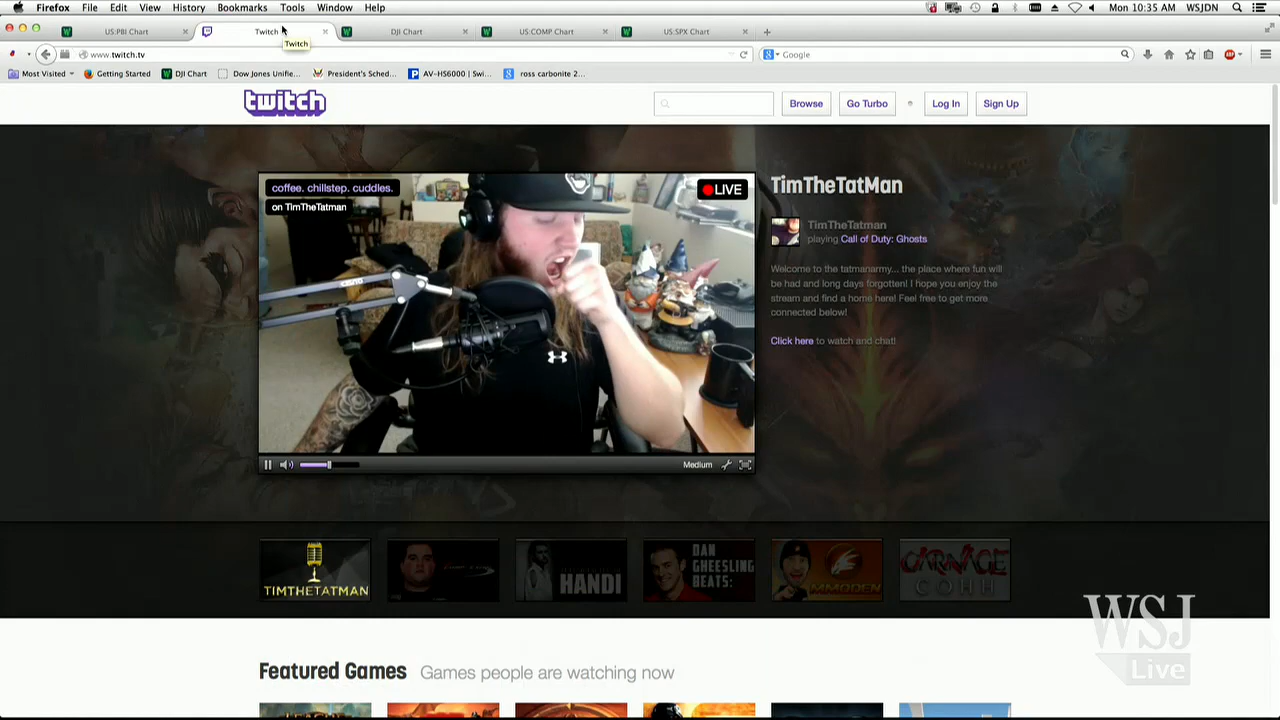 Firefox File Edit View History Bookmarks Tools Window Help Mon 10:35 AM WSJDN
US:PBI Chart Twitch DJI Chart US:COMP Chart US:SPX Chart
Twitch
www.twitch.tv Google
Most Visited Getting Started DJI Chart Dow Jones Unifie... President's Sched... AV-HS6000 | Swi... ross carbonite 2...
twitch Browse Go Turbo Log In Sign Up
coffee. chillstep. cuddles. LIVE
on TimTheTatman
TimTheTatMan
TimTheTatman
playing Call of Duty: Ghosts
Welcome to the tatmanarmy... the place where fun will
be had and long days forgotten! I hope you enjoy the
stream and find a home here! Feel free to get more
connected below!
Click here to watch and chat!
Medium
TIMTHETATMAN
HANDI
DAN
GHEESLING
BEATS:
MMODEN
CARNAGE
COHH
WSJ
Live
Featured Games Games people are watching now